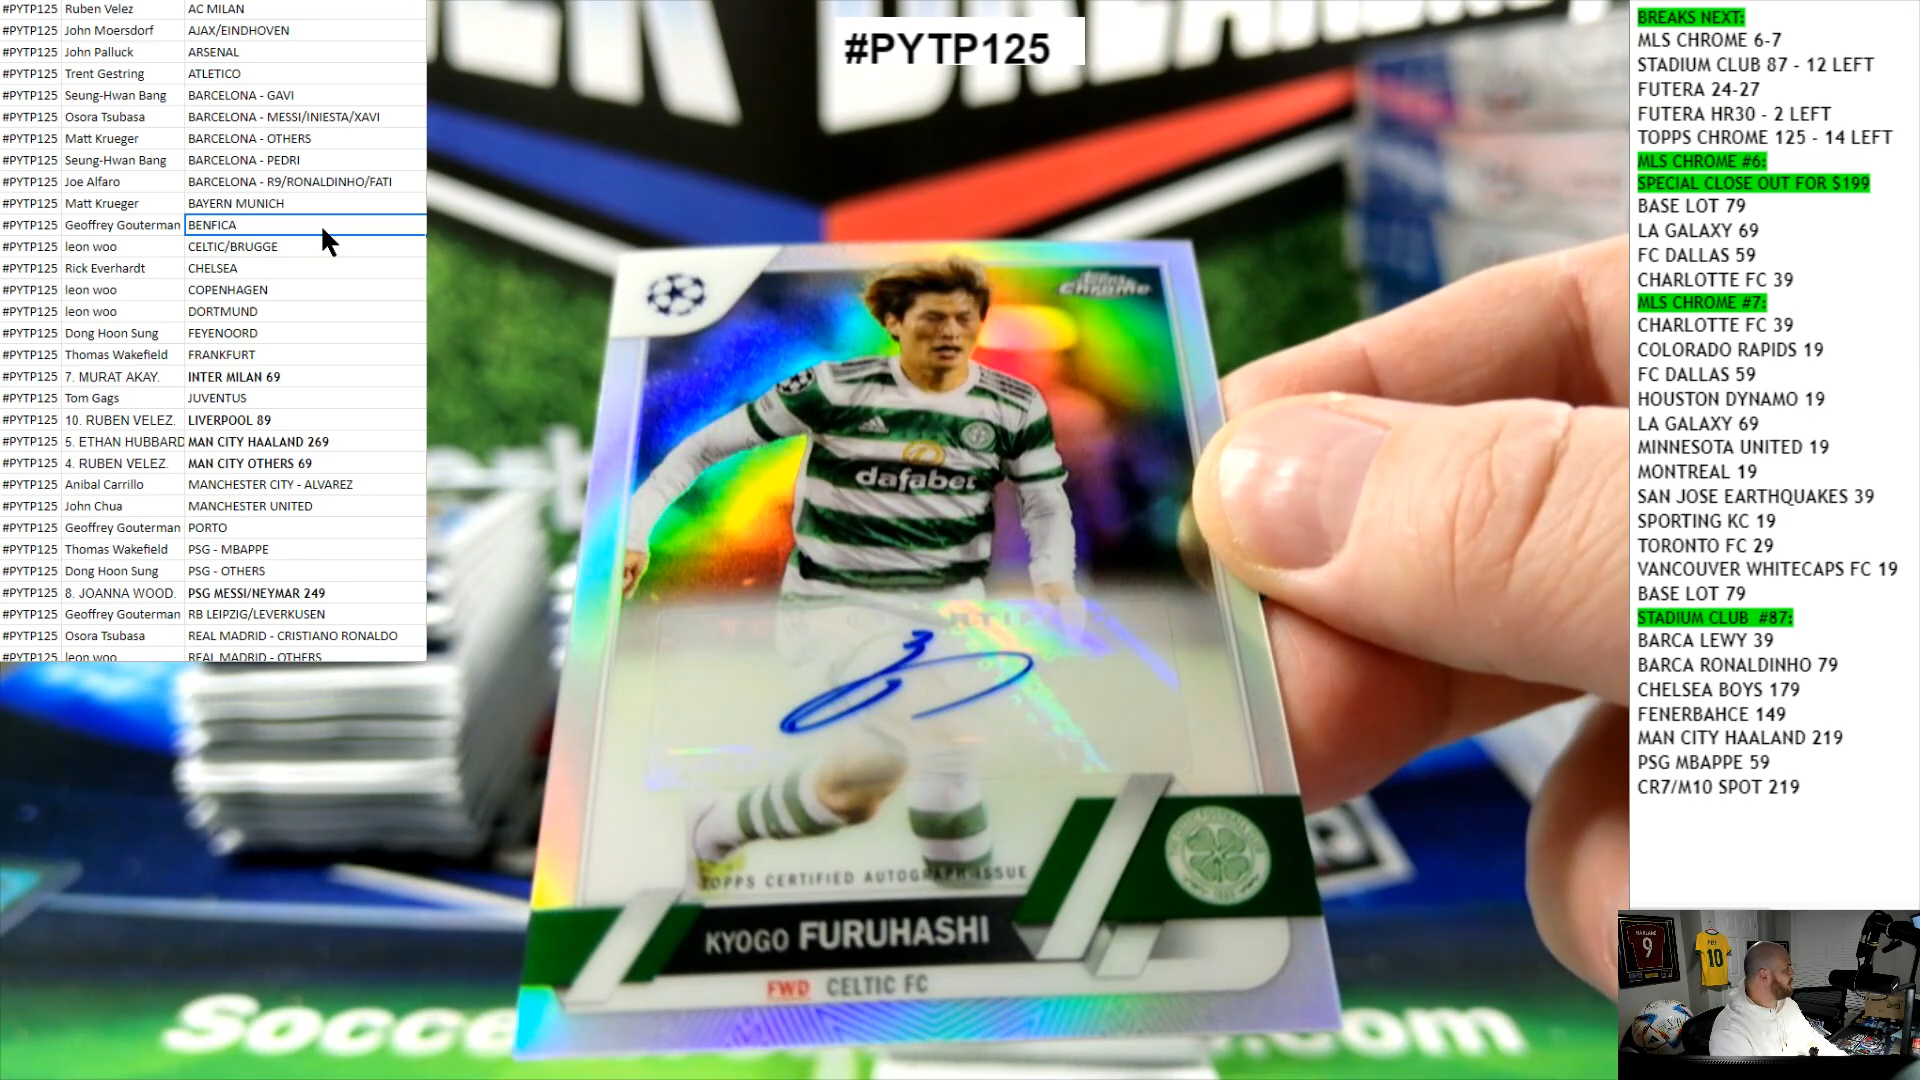 #PYTP125 Ruben Velez AC MILAN
#PYTP125 John Moersdorf AJAX/EINDHOVEN
#PYTP125 John Palluck ARSENAL
#PYTP125 Trent Gestring ATLETICO
#PYTP125 Seung-Hwan Bang BARCELONA - GAVI
#PYTP125 Osora Tsubasa BARCELONA - MESSI/INIESTA/XAVI
#PYTP125 Matt Krueger BARCELONA - OTHERS
#PYTP125 Seung-Hwan Bang BARCELONA - PEDRI
#PYTP125 Joe Alfaro BARCELONA - R9/RONALDINHO/FATI
#PYTP125 Matt Krueger BAYERN MUNICH
#PYTP125 Geoffrey Gouterman BENFICA
#PYTP125 leon woo CELTIC/BRUGGE
#PYTP125 Rick Everhardt CHELSEA
#PYTP125 leon woo COPENHAGEN
#PYTP125 leon woo DORTMUND
#PYTP125 Dong Hoon Sung FEYENOORD
#PYTP125 Thomas Wakefield FRANKFURT
#PYTP125 7. MURAT AKAY. INTER MILAN 69
#PYTP125 Tom Gags JUVENTUS
#PYTP125 10. RUBEN VELEZ. LIVERPOOL 89
#PYTP125 5. ETHAN HUBBARD MAN CITY HAALAND 269
#PYTP125 4. RUBEN VELEZ. MAN CITY OTHERS 69
#PYTP125 Anibal Carrillo MANCHESTER CITY - ALVAREZ
#PYTP125 John Chua MANCHESTER UNITED
#PYTP125 Geoffrey Gouterman PORTO
#PYTP125 Thomas Wakefield PSG - MBAPPE
#PYTP125 Dong Hoon Sung PSG - OTHERS
#PYTP125 8. JOANNA WOOD. PSG MESSI/NEYMAR 249
#PYTP125 Geoffrey Gouterman RB LEIPZIG/LEVERKUSEN
#PYTP125 Osora Tsubasa REAL MADRID - CRISTIANO RONALDO
#PYTP125 leon woo REAL MADRID - OTHERS
#PYTP125
Topps
Chrome
dafabet
TOPPS CERTIFIED AUTOGRAPH ISSUE
KYOGO FURUHASHI
FWD CELTIC FC
Socce
.com
BREAKS NEXT:
MLS CHROME 6-7
STADIUM CLUB 87 - 12 LEFT
FUTERA 24-27
FUTERA HR30 - 2 LEFT
TOPPS CHROME 125 - 14 LEFT
MLS CHROME #6:
SPECIAL CLOSE OUT FOR $199
BASE LOT 79
LA GALAXY 69
FC DALLAS 59
CHARLOTTE FC 39
MLS CHROME #7:
CHARLOTTE FC 39
COLORADO RAPIDS 19
FC DALLAS 59
HOUSTON DYNAMO 19
LA GALAXY 69
MINNESOTA UNITED 19
MONTREAL 19
SAN JOSE EARTHQUAKES 39
SPORTING KC 19
TORONTO FC 29
VANCOUVER WHITECAPS FC 19
BASE LOT 79
STADIUM CLUB #87:
BARCA LEWY 39
BARCA RONALDINHO 79
CHELSEA BOYS 179
FENERBAHCE 149
MAN CITY HAALAND 219
PSG MBAPPE 59
CR7/M10 SPOT 219
HAALAND
9
10